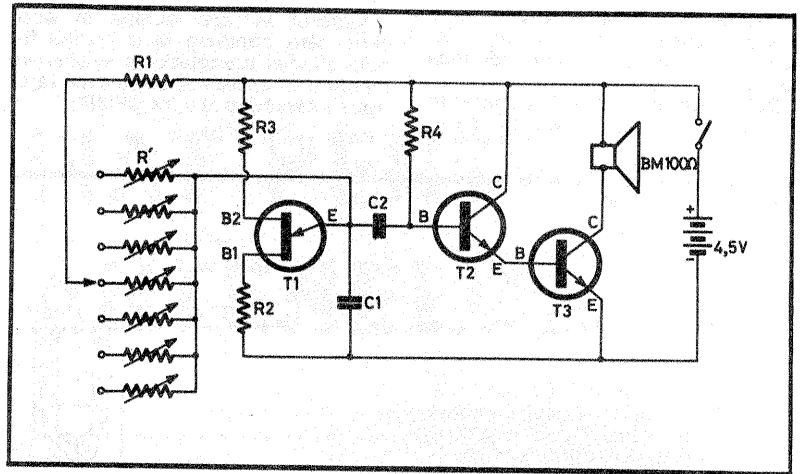 R1
R3
R4
R'
BM100Ω
B2
E
C2
B
C
B1
T1
T2
E
B
C
R2
C1
T3
E
+
4,5V
-